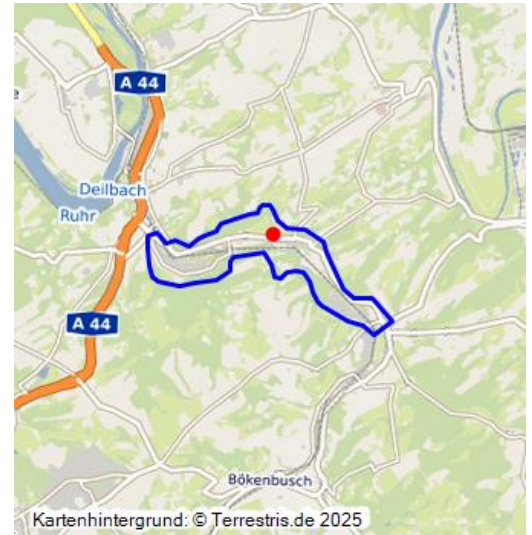 A 44
Deilbach
Ruhr
A 44
Bökenbusch
Kartenhintergrund: © Terrestris.de 2025